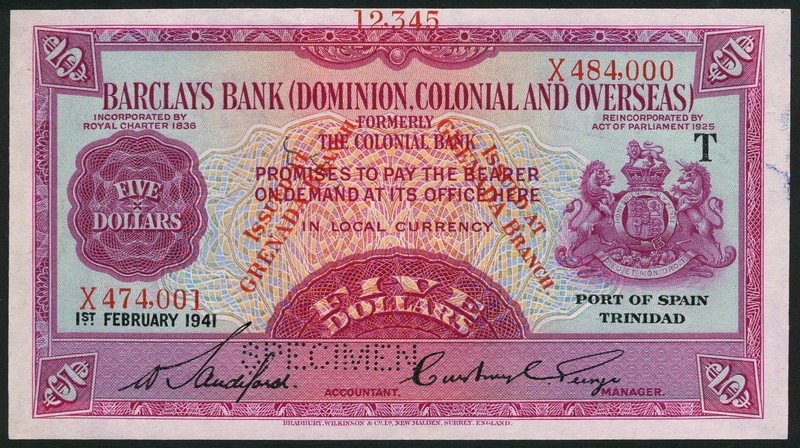 12,345
X 484,000
BARCLAYS BANK (DOMINION, COLONIAL AND OVERSEAS)
INCORPORATED BY
ROYAL CHARTER 1836
FORMERLY
THE COLONIAL BANK
REINCORPORATED BY
ACT OF PARLIAMENT 1925
T
PROMISES TO PAY THE BEARER
ON DEMAND AT ITS OFFICE HERE
IN LOCAL CURRENCY
ISSUED AT
GRENADA BRANCH
ISSUED AT
GRENADA BRANCH
FIVE
DOLLARS
X 474,001
1ST FEBRUARY 1941
FIVE
DOLLARS
PORT OF SPAIN
TRINIDAD
SPECIMEN
ACCOUNTANT.
MANAGER.
BRADBURY, WILKINSON & Co. Ld., NEW MALDEN, SURREY, ENGLAND.